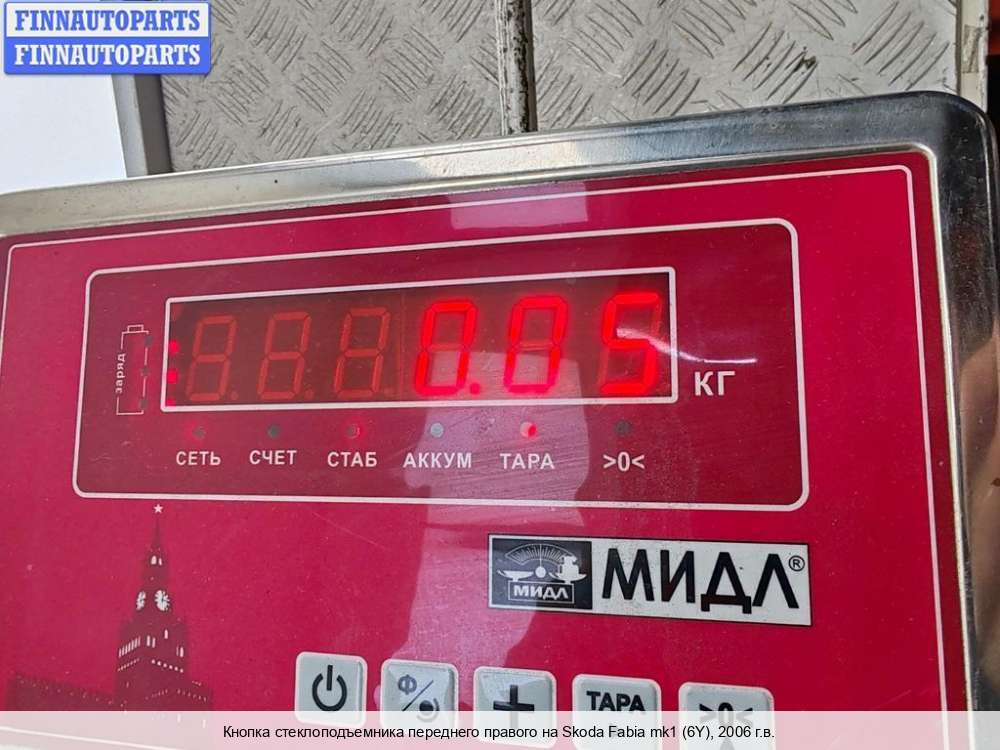 FINNAUTOPARTS
FINNAUTOPARTS
заряд
0.05
КГ
СЕТЬ СЧЕТ СТАБ АККУМ ТАРА >0<
МИДЛ
МИДЛ®
Ф
ТАРА
>0<
Кнопка стеклоподъемника переднего правого на Skoda Fabia mk1 (6Y), 2006 г.в.